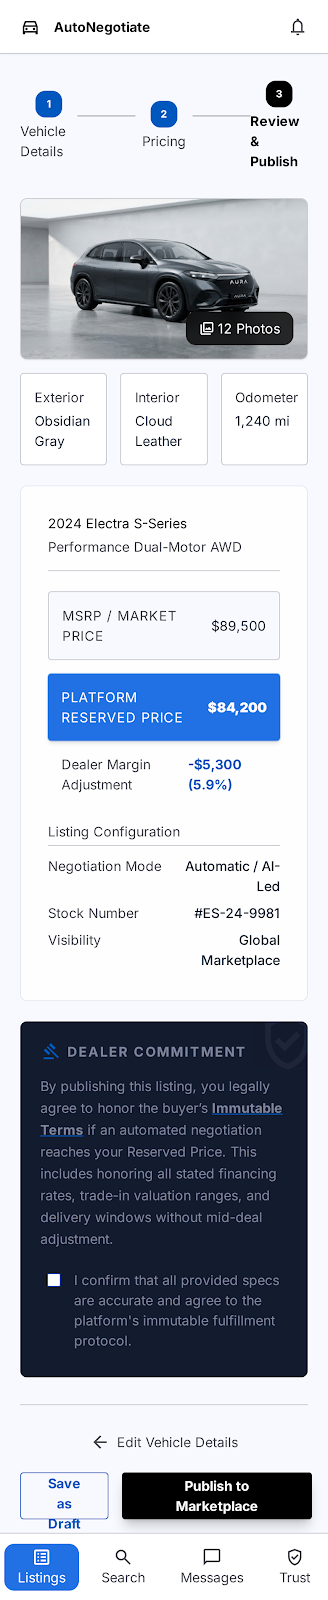 AutoNegotiate
1
Vehicle
Details
2
Pricing
3
Review
&
Publish
AURA
AURA
12 Photos
Exterior
Obsidian
Gray
Interior
Cloud
Leather
Odometer
1,240 mi
2024 Electra S-Series
Performance Dual-Motor AWD
MSRP / MARKET
PRICE
$89,500
PLATFORM
RESERVED PRICE
$84,200
Dealer Margin
Adjustment
-$5,300
(5.9%)
Listing Configuration
Negotiation Mode
Automatic / AI-
Led
Stock Number
#ES-24-9981
Visibility
Global
Marketplace
DEALER COMMITMENT
By publishing this listing, you legally
agree to honor the buyer's Immutable
Terms if an automated negotiation
reaches your Reserved Price. This
includes honoring all stated financing
rates, trade-in valuation ranges, and
delivery windows without mid-deal
adjustment.
I confirm that all provided specs
are accurate and agree to the
platform's immutable fulfillment
protocol.
Edit Vehicle Details
Save
as
Draft
Publish to
Marketplace
Listings
Search
Messages
Trust